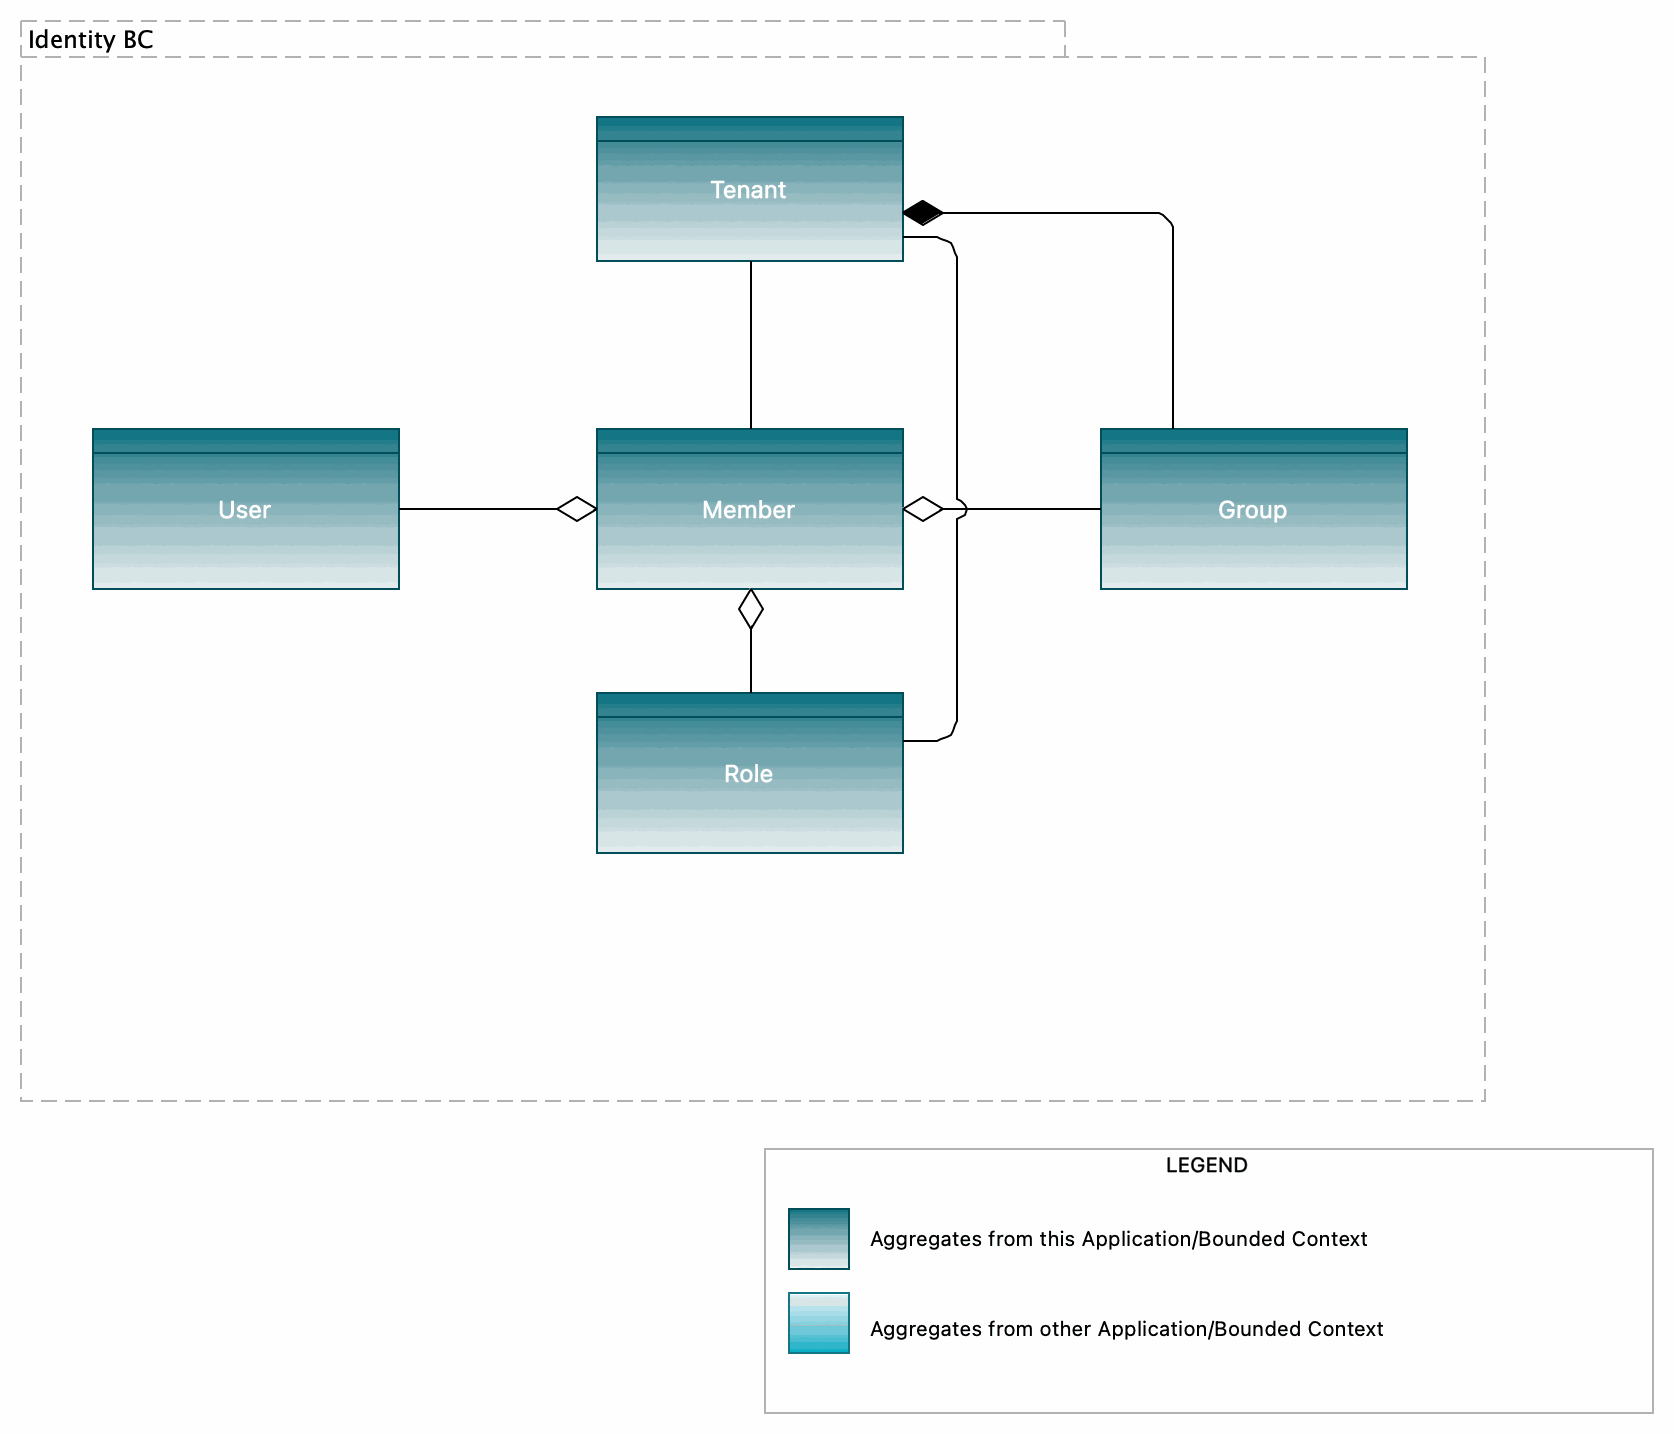 Identity BC
Tenant
User
Member
Group
Role
LEGEND
Aggregates from this Application/Bounded Context
Aggregates from other Application/Bounded Context